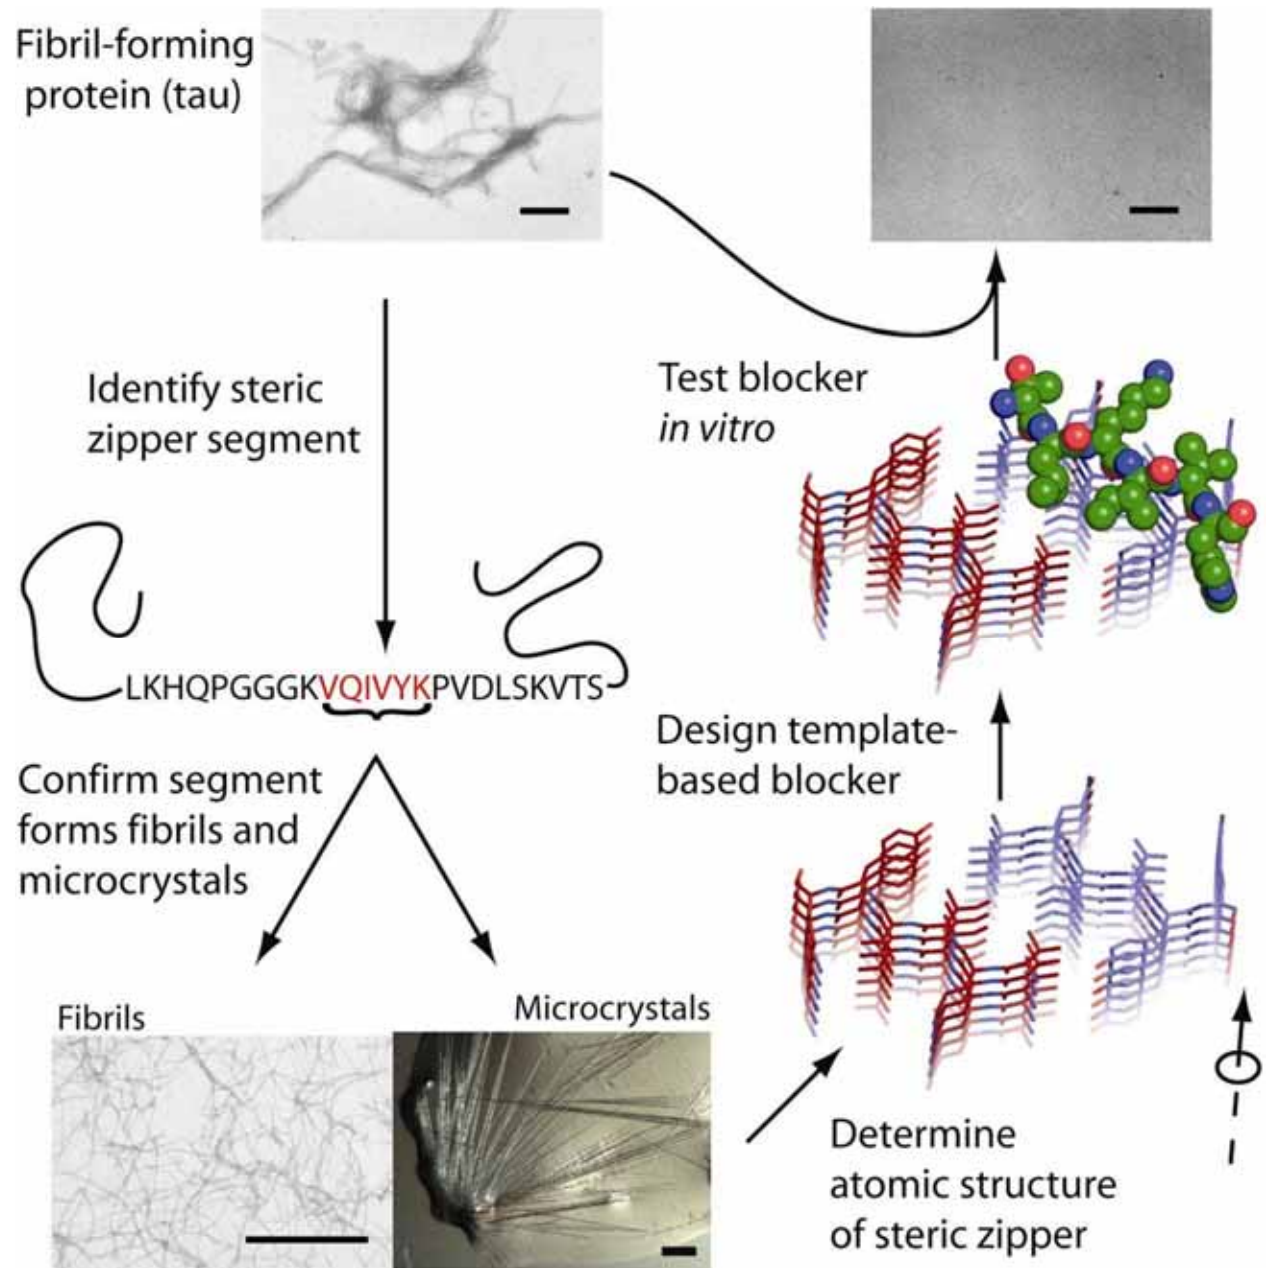 Fibril-forming
protein (tau)
Identify steric
zipper segment
LKHQPGGGKVQIVYKPVDLSKVTS
Confirm segment
forms fibrils and
microcrystals
Fibrils
Microcrystals
Determine
atomic structure
of steric zipper
Design template-
based blocker
Test blocker
in vitro